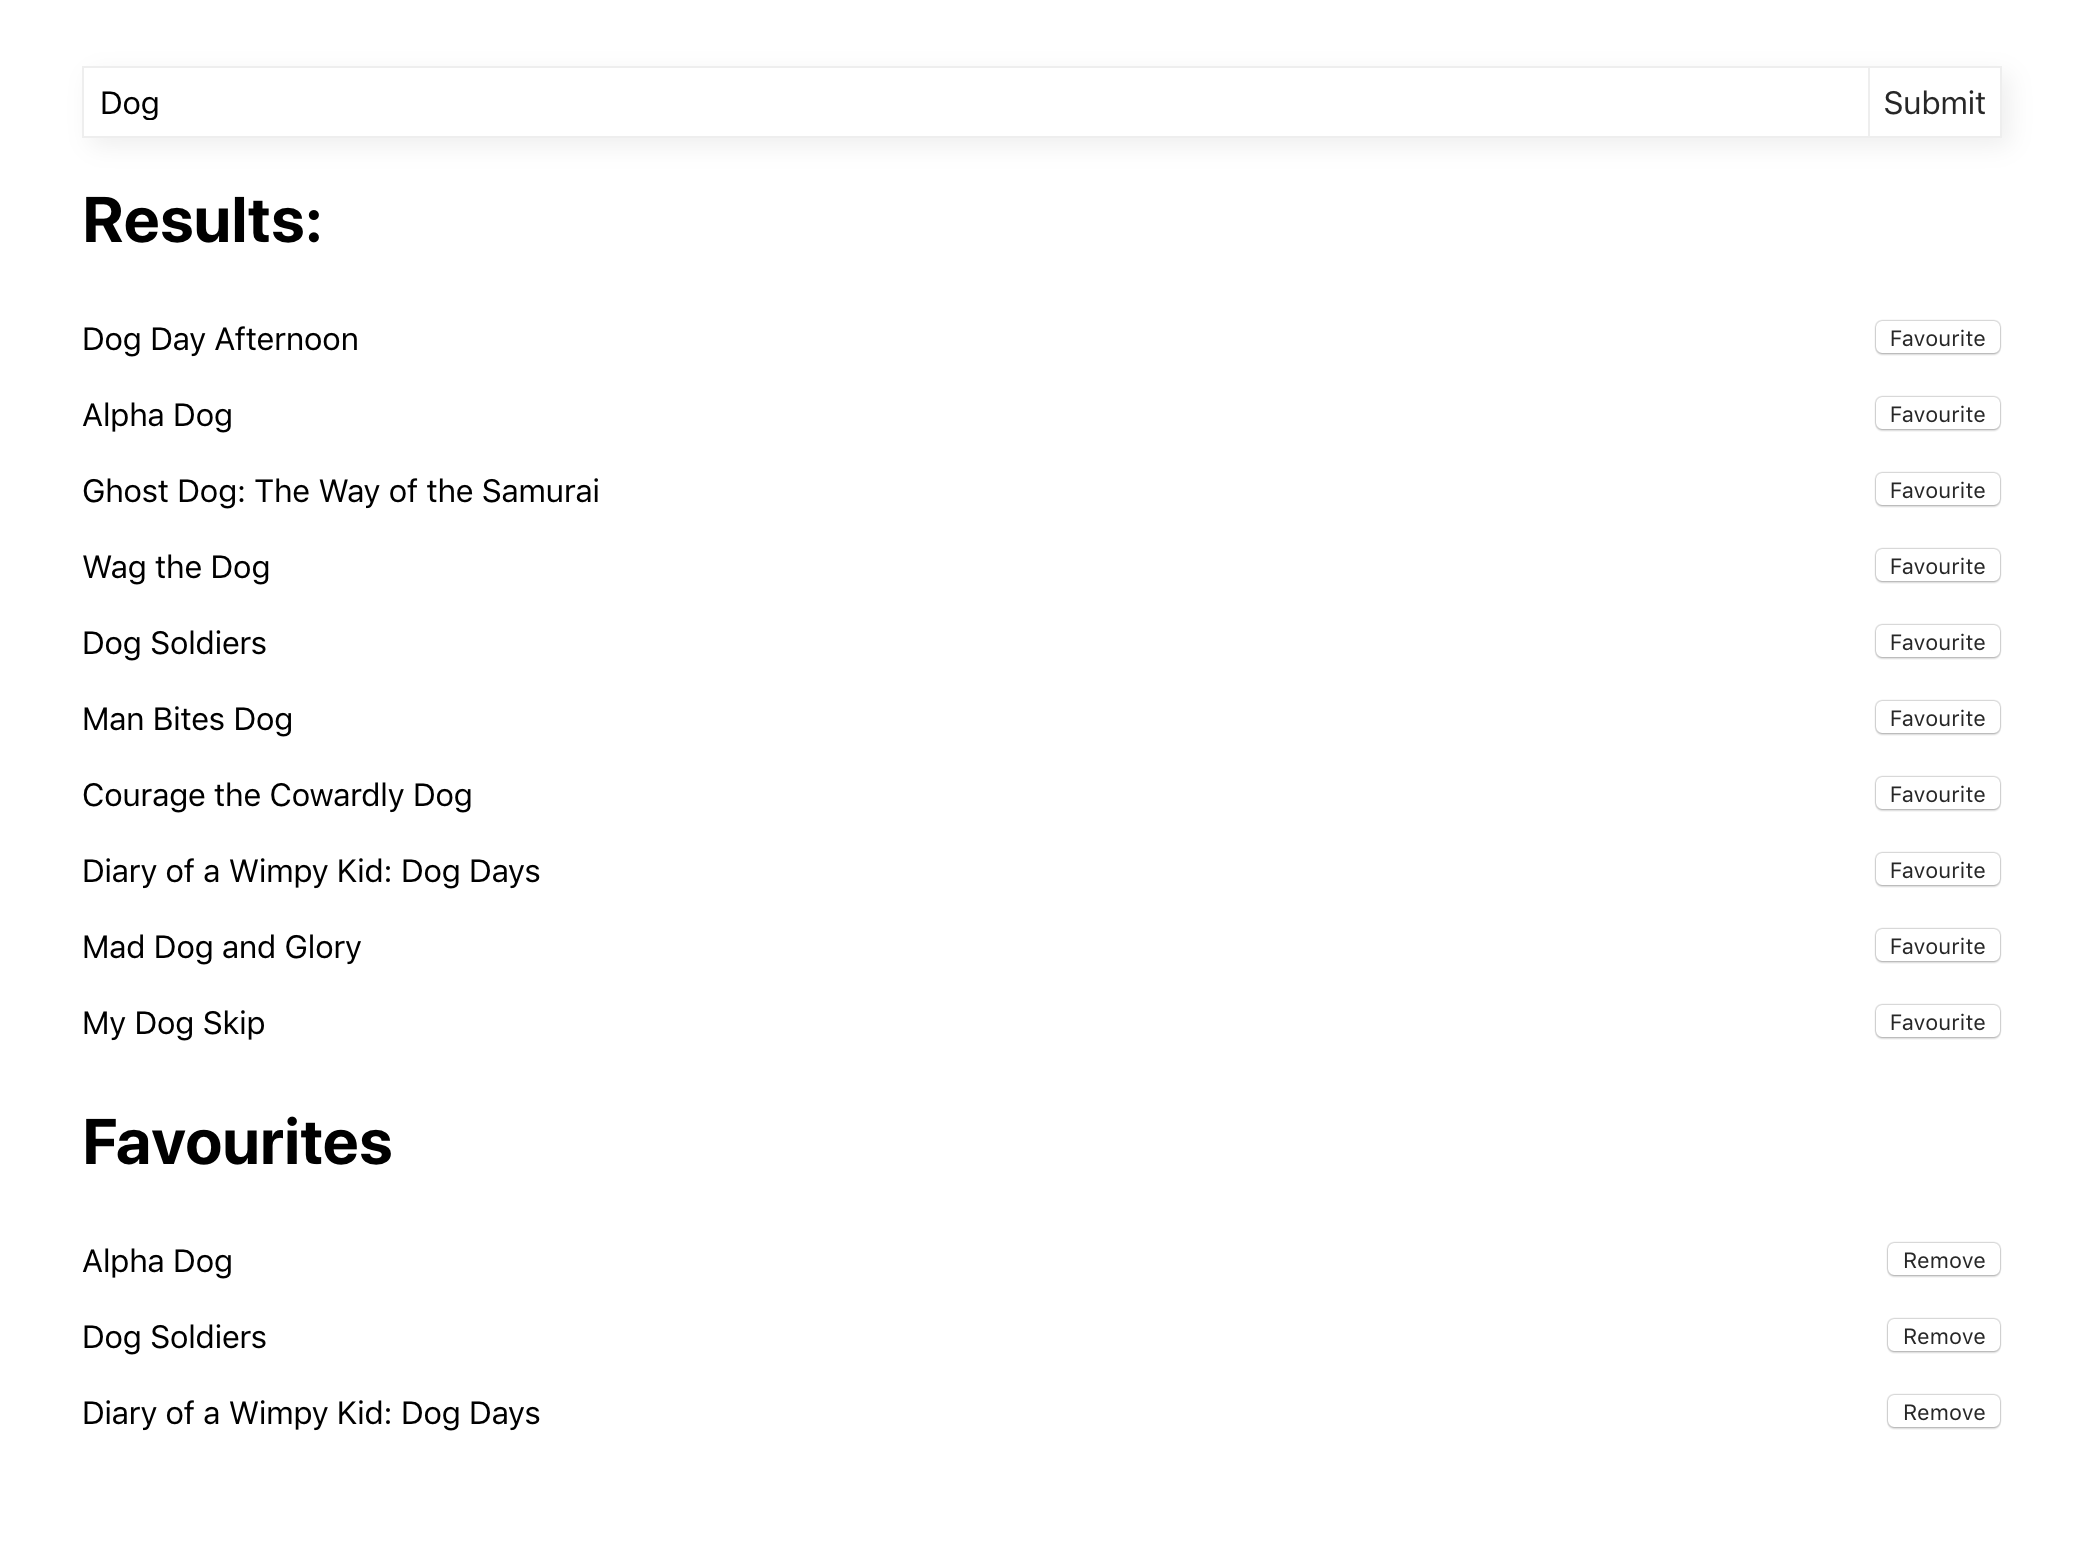 Dog
Submit
Results:
Dog Day Afternoon Favourite
Alpha Dog Favourite
Ghost Dog: The Way of the Samurai Favourite
Wag the Dog Favourite
Dog Soldiers Favourite
Man Bites Dog Favourite
Courage the Cowardly Dog Favourite
Diary of a Wimpy Kid: Dog Days Favourite
Mad Dog and Glory Favourite
My Dog Skip Favourite
Favourites
Alpha Dog Remove
Dog Soldiers Remove
Diary of a Wimpy Kid: Dog Days Remove